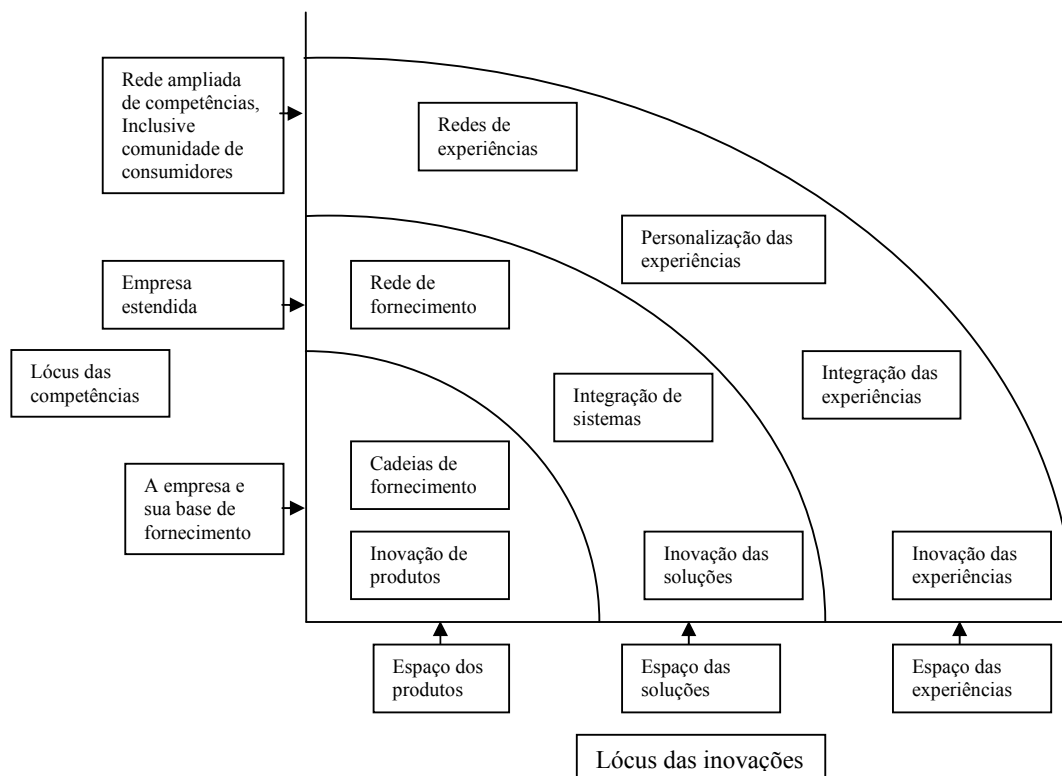 Rede ampliada
de competências,
Inclusive
comunidade de
consumidores
Redes de
experiências
Personalização das
experiências
Empresa
estendida
Rede de
fornecimento
Lócus das
competências
Integração de
sistemas
Integração das
experiências
Cadeias de
fornecimento
A empresa e
sua base de
fornecimento
Inovação de
produtos
Inovação das
soluções
Inovação das
experiências
Espaço dos
produtos
Espaço das
soluções
Espaço das
experiências
Lócus das inovações